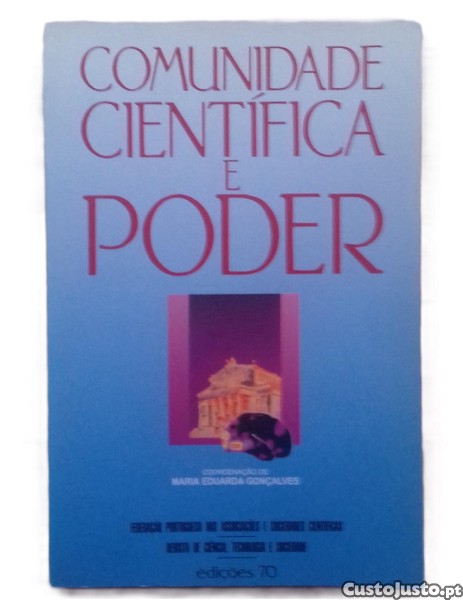 COMUNIDADE
CIENTÍFICA
E
PODER
COORDENAÇÃO DE
MARIA EDUARDA GONÇALVES
FEDERAÇÃO PORTUGUESA DAS ASSOCIAÇÕES E SOCIEDADES CIENTÍFICAS
REVISTA DE CIÊNCIA, TECNOLOGIA E SOCIEDADE
edições 70
CustoJusto.pt